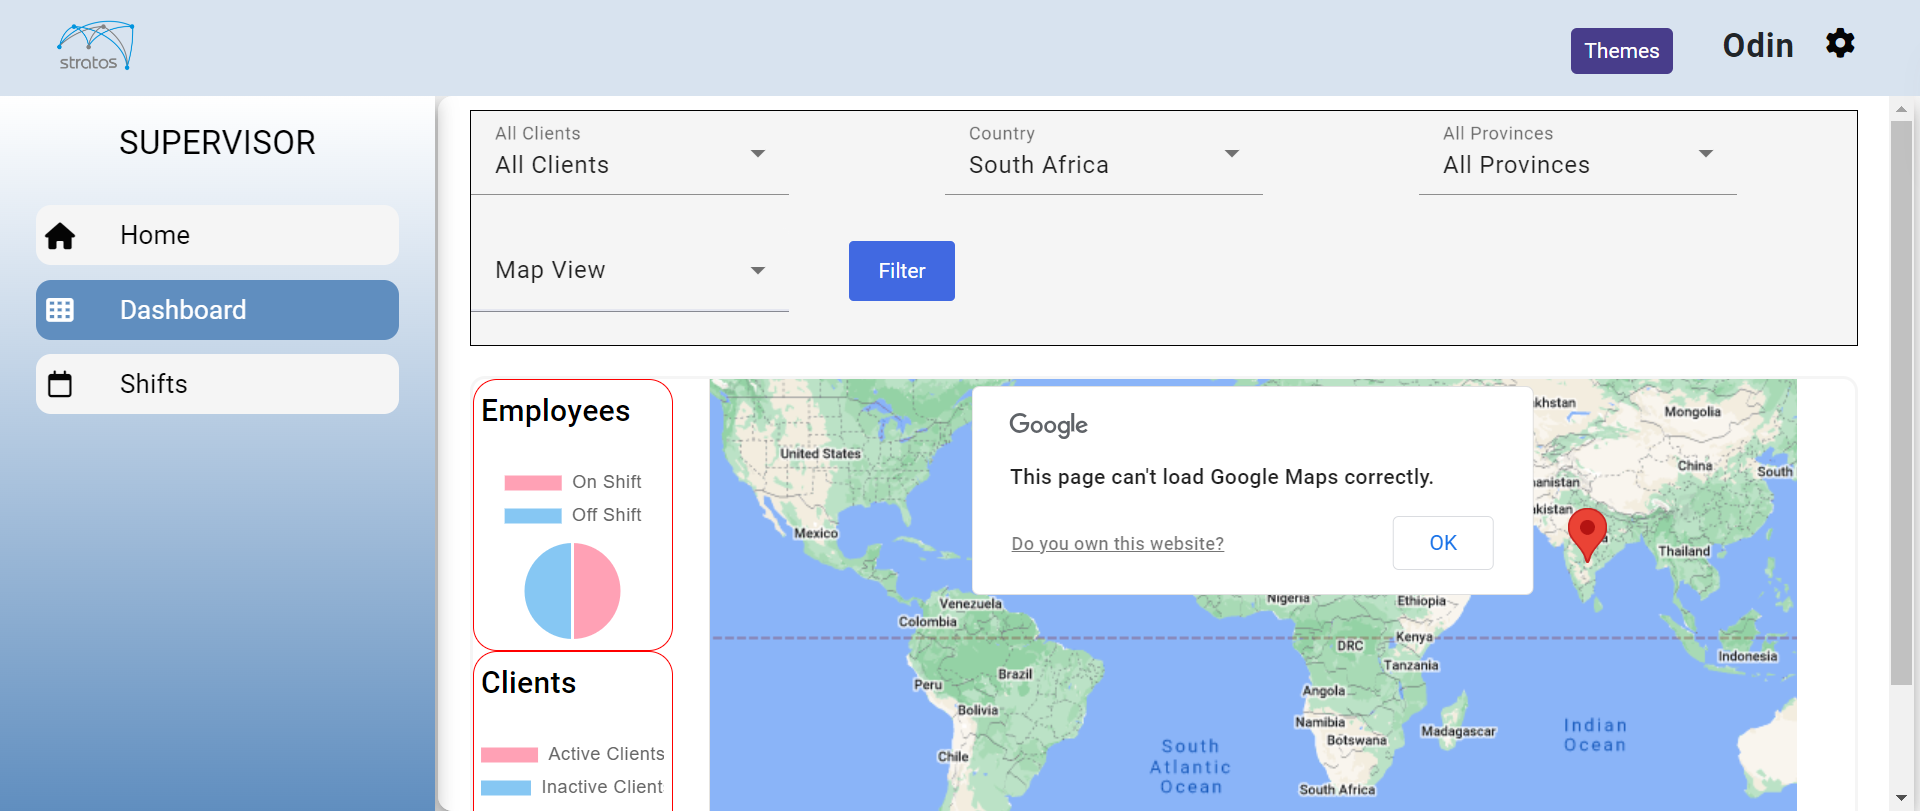 stratos
Themes
Odin
SUPERVISOR
Home
Dashboard
Shifts
All Clients
All Clients
Country
South Africa
All Provinces
All Provinces
Map View
Filter
Employees
On Shift
Off Shift
Clients
Active Clients
Inactive Client
Google
This page can't load Google Maps correctly.
Do you own this website?
OK
United States
Mexico
Venezuela
Colombia
Brazil
Peru
Bolivia
Chile
South
Atlantic
Ocean
khstan
Mongolia
China
South
anistan
kistan
Thailand
Nigeria
Ethiopia
Kenya
DRC
Tanzania
Indonesia
Angola
Namibia
Botswana
Madagascar
South Africa
Indian
Ocean